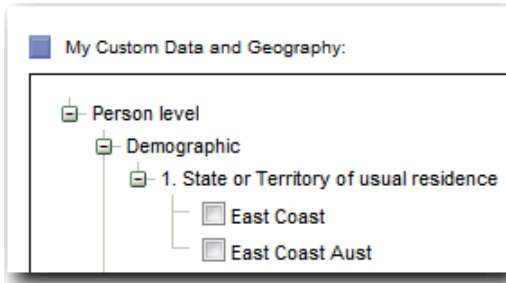 My Custom Data and Geography:
Person level
Demographic
1. State or Territory of usual residence
East Coast
East Coast Aust